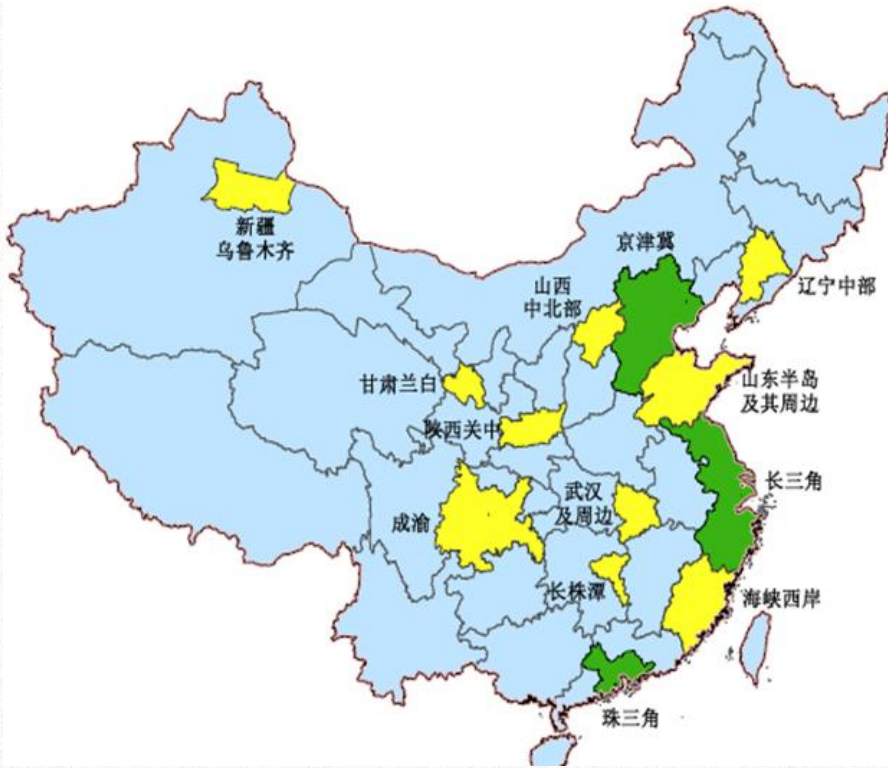 新疆
乌鲁木齐
京津冀
山西
中北部
辽宁中部
甘肃兰白
山东半岛
及其周边
陕西关中
长三角
武汉
及周边
成渝
长株潭
海峡西岸
珠三角